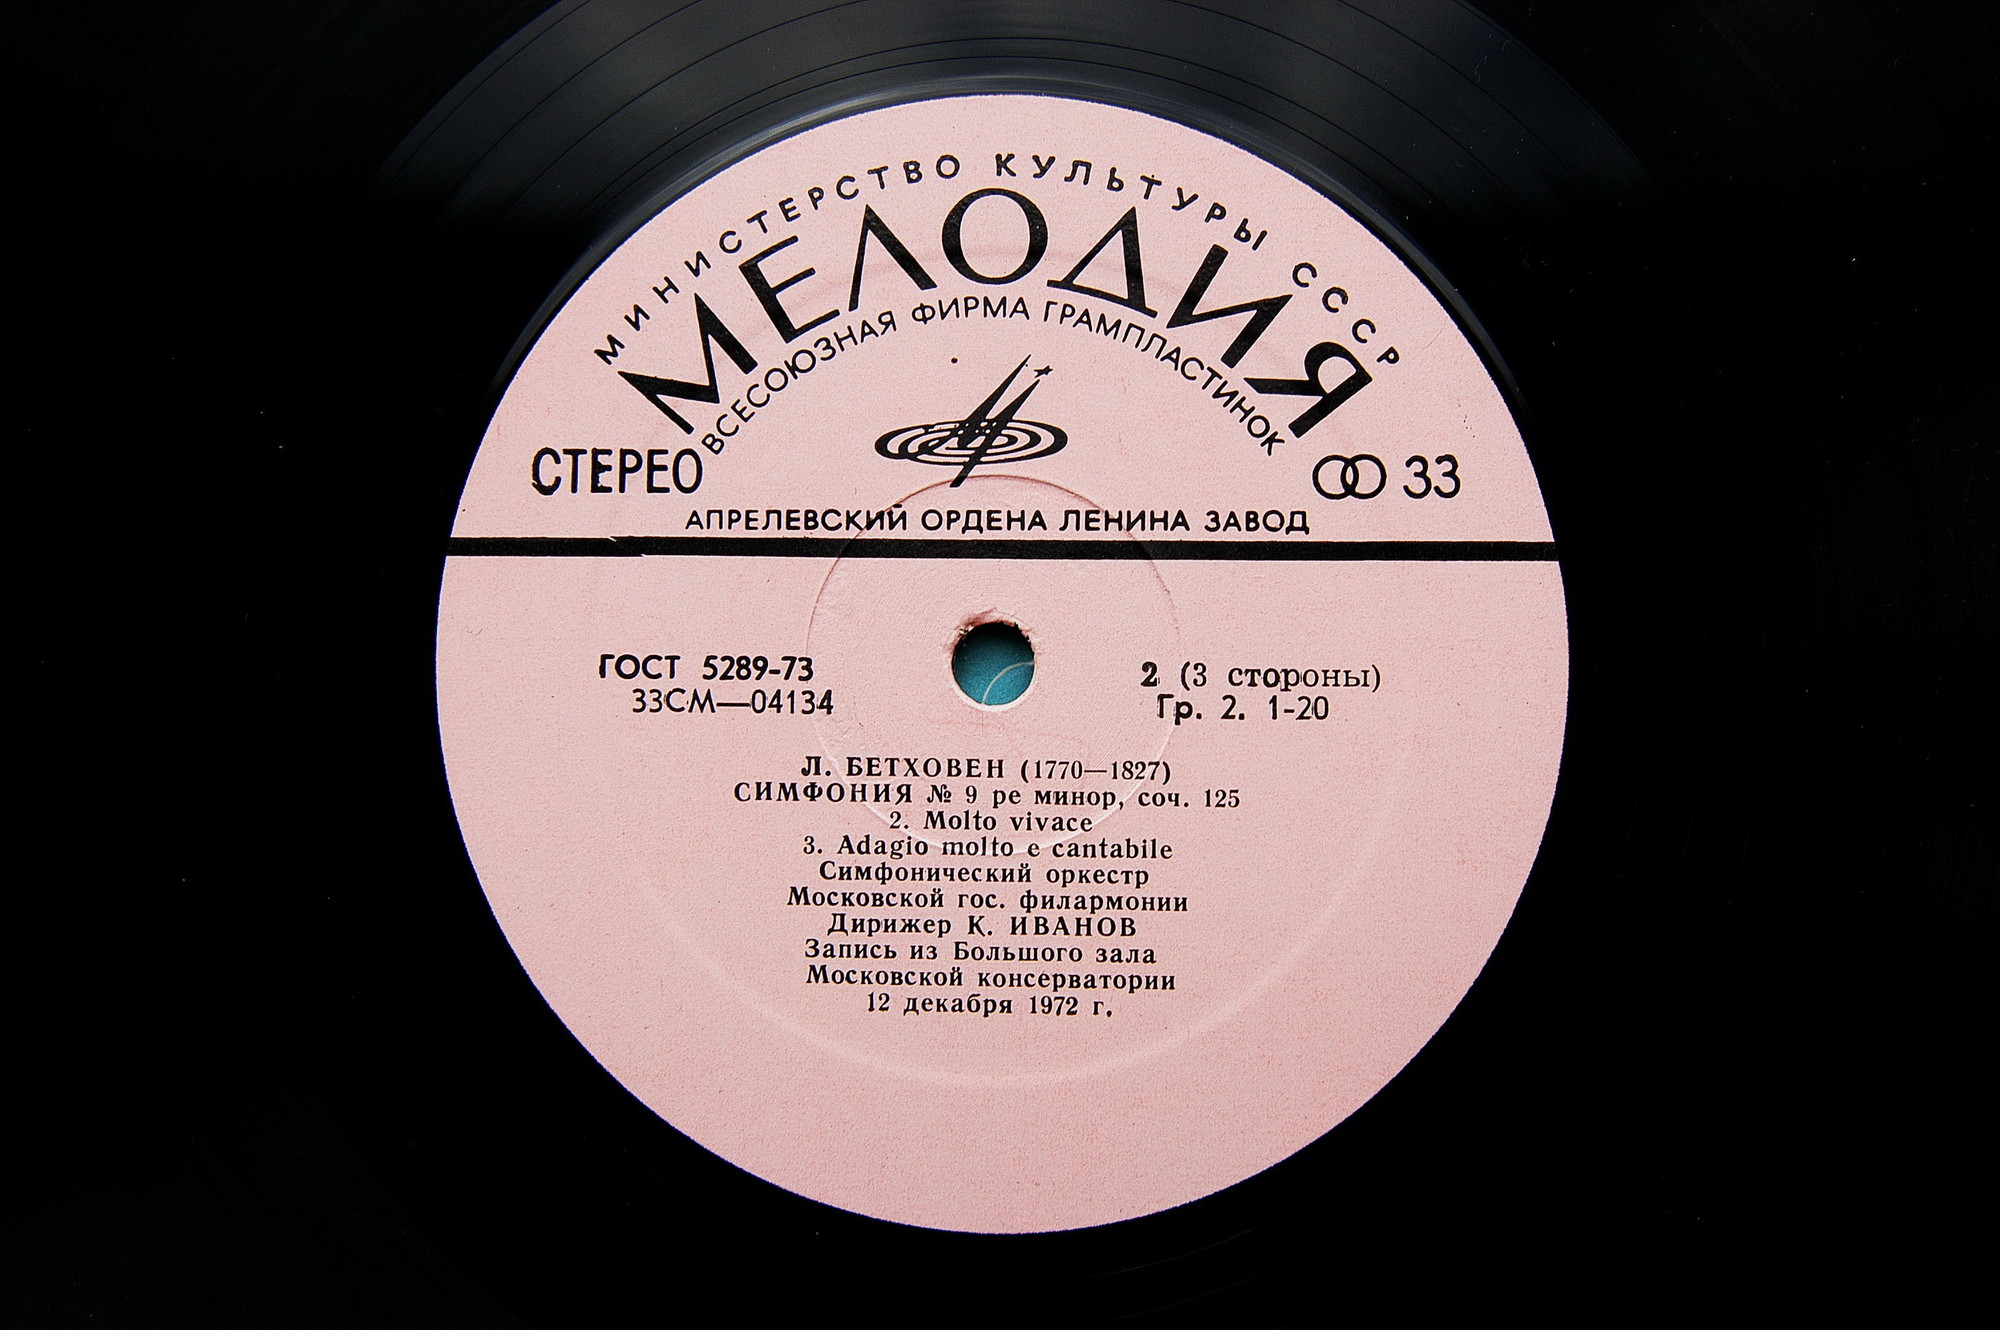 МИНИСТЕРСТВО КУЛЬТУРЫ СССР
МЕЛОДИЯ
ВСЕСОЮЗНАЯ ФИРМА ГРАМПЛАСТИНОК
СТЕРЕО
33
АПРЕЛЕВСКИЙ ОРДЕНА ЛЕНИНА ЗАВОД
ГОСТ 5289-73
33СМ—04134
2 (3 стороны)
Гр. 2. 1-20
Л. БЕТХОВЕН (1770—1827)
СИМФОНИЯ № 9 ре минор, соч. 125
2. Molto vivace
3. Adagio molto e cantabile
Симфонический оркестр
Московской гос. филармонии
Дирижер К. ИВАНОВ
Запись из Большого зала
Московской консерватории
12 декабря 1972 г.